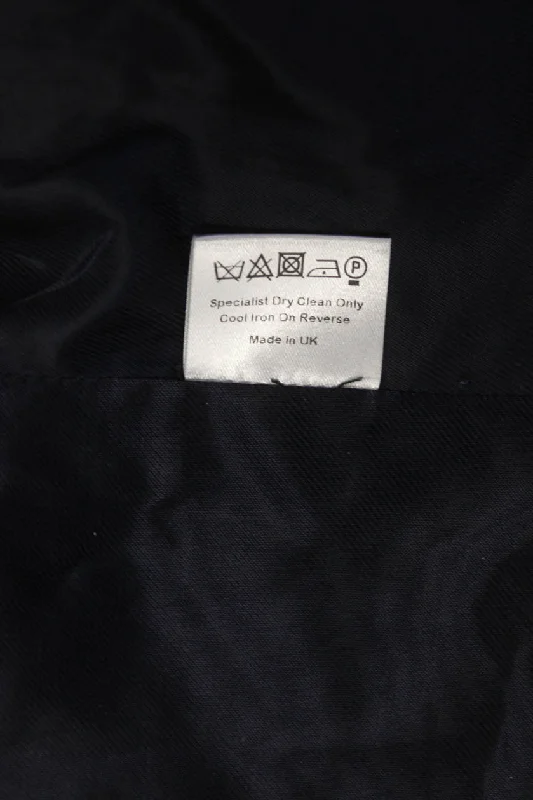 P
Specialist Dry Clean Only
Cool Iron On Reverse
Made in UK